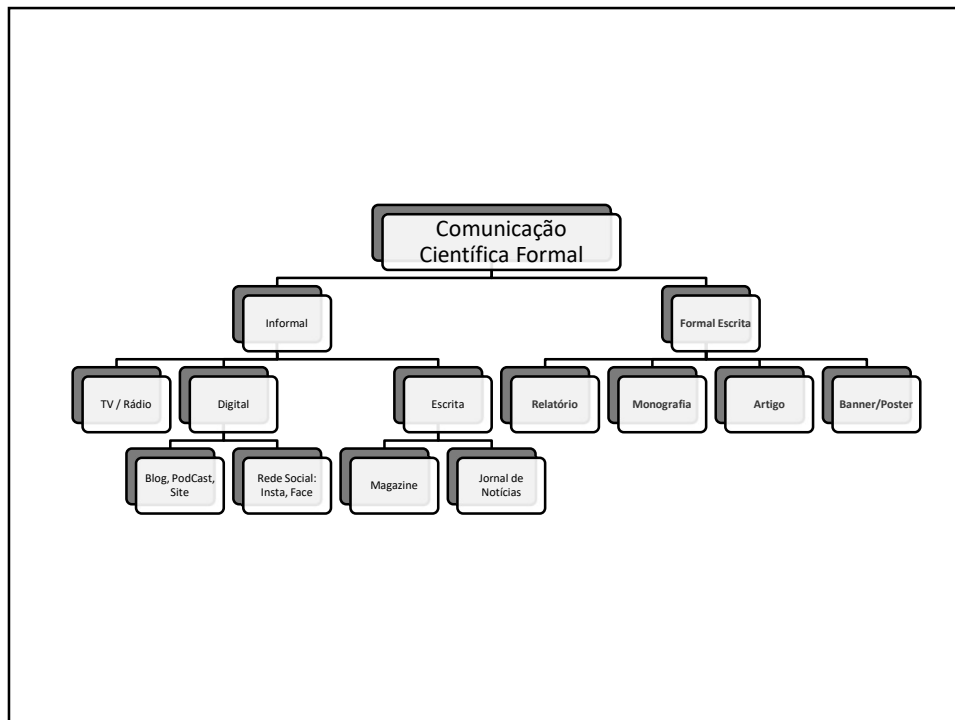 Comunicação
Científica Formal
Informal
Formal Escrita
TV / Rádio
Digital
Escrita
Relatório
Monografia
Artigo
Banner/Poster
Blog, PodCast,
Site
Rede Social:
Insta, Face
Magazine
Jornal de
Notícias